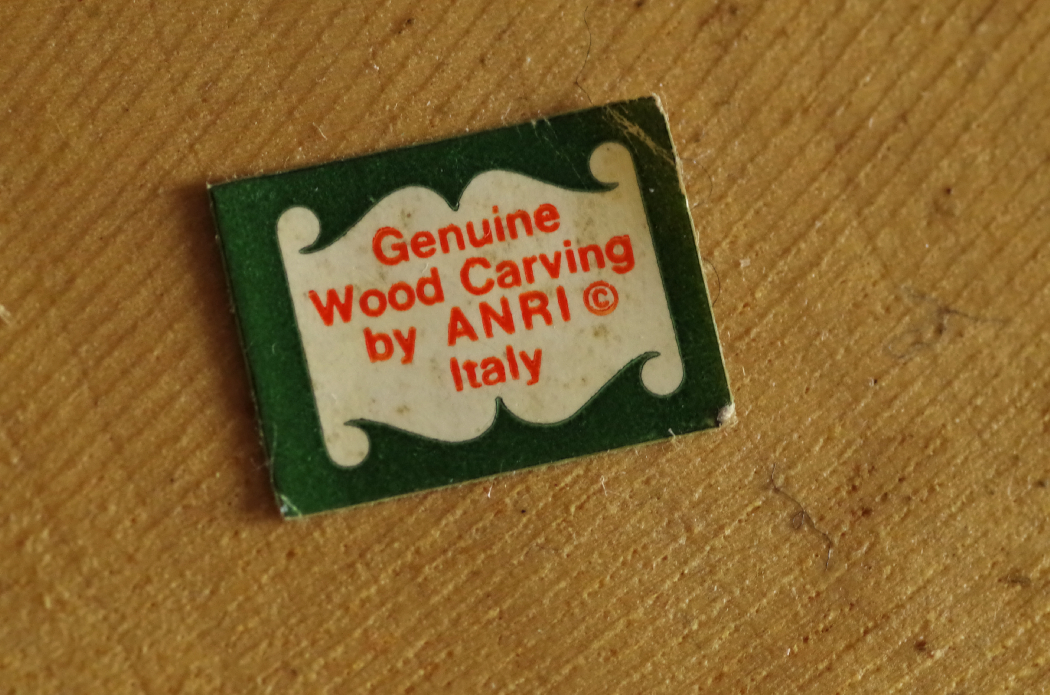 Genuine
Wood Carving
by ANRI ©
Italy